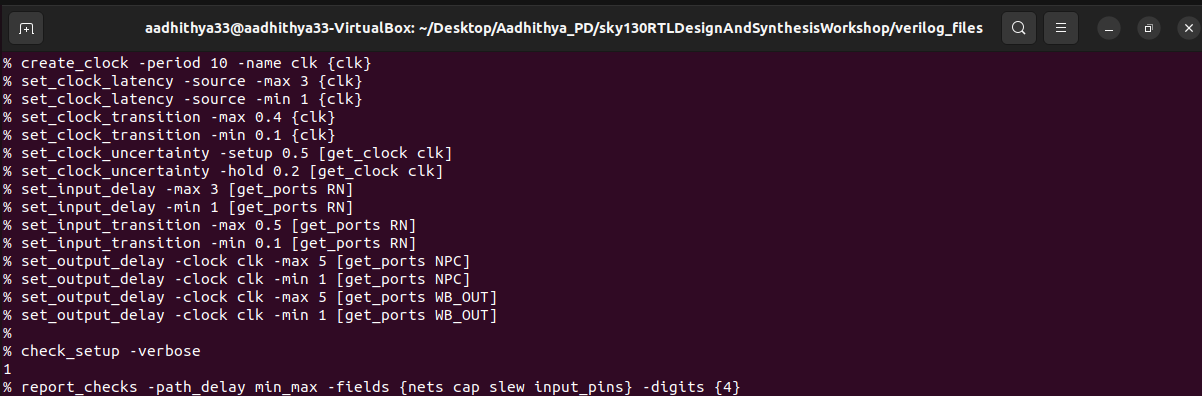 aadhithya33@aadhithya33-VirtualBox: ~/Desktop/Aadhithya_PD/sky130RTLDesignAndSynthesisWorkshop/verilog_files
% create_clock -period 10 -name clk {clk}
% set_clock_latency -source -max 3 {clk}
% set_clock_latency -source -min 1 {clk}
% set_clock_transition -max 0.4 {clk}
% set_clock_transition -min 0.1 {clk}
% set_clock_uncertainty -setup 0.5 [get_clock clk]
% set_clock_uncertainty -hold 0.2 [get_clock clk]
% set_input_delay -max 3 [get_ports RN]
% set_input_delay -min 1 [get_ports RN]
% set_input_transition -max 0.5 [get_ports RN]
% set_input_transition -min 0.1 [get_ports RN]
% set_output_delay -clock clk -max 5 [get_ports NPC]
% set_output_delay -clock clk -min 1 [get_ports NPC]
% set_output_delay -clock clk -max 5 [get_ports WB_OUT]
% set_output_delay -clock clk -min 1 [get_ports WB_OUT]
%
% check_setup -verbose
1
% report_checks -path_delay min_max -fields {nets cap slew input_pins} -digits {4}